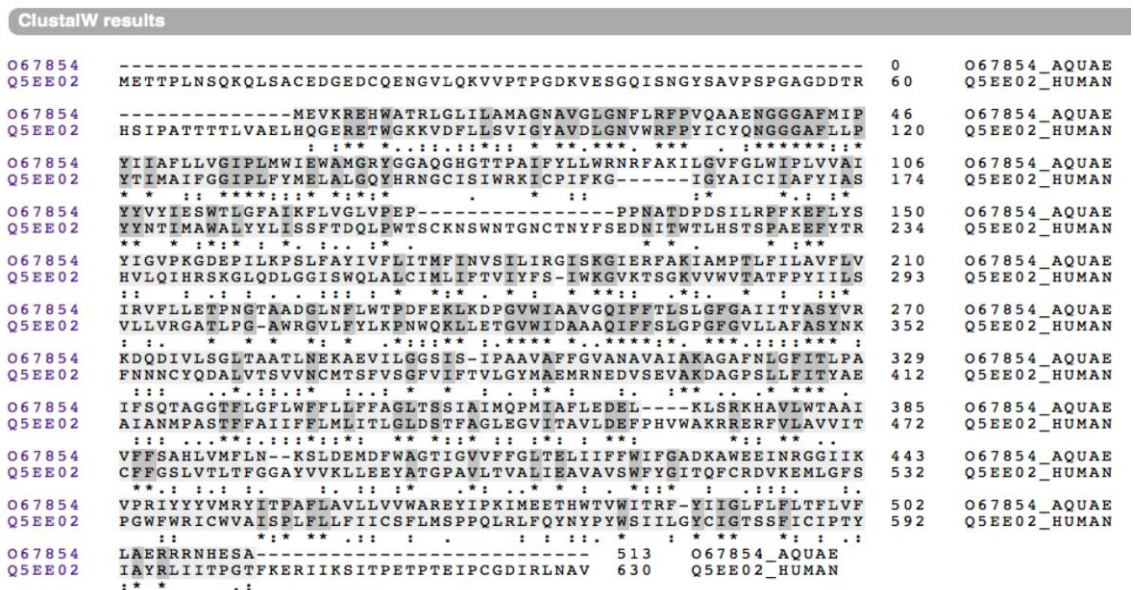 ClustalW results
O67854 ------------------------------------------------------------ 0 O67854_AQUAE
Q5EE02 METTPLNSQKQLSACEDGEDCQENGVLQKVVPTPGDKVESGQISNGYSAVPSPGAGDDTR 60 Q5EE02_HUMAN
O67854 --------------MEVKREHWATRLGLILAMAGNAVGLGNFLRFPVQAAENGGGAFMIP 46 O67854_AQUAE
Q5EE02 HSIPATTTTLVAELHQGERETWGKKVDFLLSVIGYAVDLGNVWRFPYICYQNGGGAFLLP 120 Q5EE02_HUMAN
O67854 YIIAFLLVGIPLMWIEWAMGRYGGAQGHGTTPAIFYLLWRNRFAKILGVFGLWIPLVVAI 106 O67854_AQUAE
Q5EE02 YTIMAIFGGIPLFYMELALGQYHRNGCISIWRKICPIFKG------IGYAICIIAFYIAS 174 Q5EE02_HUMAN
O67854 YYVYIESWTLGFAIKFLVGLVPEP----------------PPNATDPDSILRPFKEFLYS 150 O67854_AQUAE
Q5EE02 YYNTIMAWALYYLISSFTDQLPWTSCKNSWNTGNCTNYFSEDNITWTLHSTSPAEEFYTR 234 Q5EE02_HUMAN
O67854 YIGVPKGDEPILKPSLFAYIVFLITMFINVSILIRGISKGIERFAKIAMPTLFILAVFLV 210 O67854_AQUAE
Q5EE02 HVLQIHRSKGLQDLGGISWQLALCIMLIFTVIYFS-IWKGVKTSGKVVWVTATFPYIILS 293 Q5EE02_HUMAN
O67854 IRVFLLETPNGTAADGLNFLWTPDFEKLKDPGVWIAAVGQIFFTLSLGFGAIITYASYVR 270 O67854_AQUAE
Q5EE02 VLLVRGATLPG-AWRGVLFYLKPNWQKLLETGVWIDAAAQIFFSLGPGFGVLLAFASYNK 352 Q5EE02_HUMAN
O67854 KDQDIVLSGLTAATLNEKAEVILGGSIS-IPAAVAFFGVANAVAIAKAGAFNLGFITLPA 329 O67854_AQUAE
Q5EE02 FNNNCYQDALVTSVVNCMTSFVSGFVIFTVLGYMAEMRNEDVSEVAKDAGPSLLFITYAE 412 Q5EE02_HUMAN
O67854 IFSQTAGGTFLGFLWFFLLFFAGLTSSIAIMQPMIAFLEDEL----KLSRKHAVLWTAAI 385 O67854_AQUAE
Q5EE02 AIANMPASTFFAIIFFLMLITLGLDSTFAGLEGVITAVLDEFPHVWAKRRERFVLAVVIT 472 Q5EE02_HUMAN
O67854 VFFSAHLVMFLN--KSLDEMDFWAGTIGVVFFGLTELIIFFWIFGADKAWEEINRGGIIK 443 O67854_AQUAE
Q5EE02 CFFGSLVTLTFGGAYVVKLLEEYATGPAVLTVALIEAVAVSWFYGITQFCRDVKEMLGFS 532 Q5EE02_HUMAN
O67854 VPRIYYYVMRYITPAFLAVLLVVWAREYIPKIMEETHWTVWITRF-YIIGLFLFLTFLVF 502 O67854_AQUAE
Q5EE02 PGWFWRICWVAISPLFLLFIICSFLMSPPQLRLFQYNYPYWSIILGYCIGTSSFICIPTY 592 Q5EE02_HUMAN
O67854 LAERRRNHESA--------------------------- 513 O67854_AQUAE
Q5EE02 IAYRLIITPGTFKERIIKSITPETPTEIPCGDIRLNAV 630 Q5EE02_HUMAN